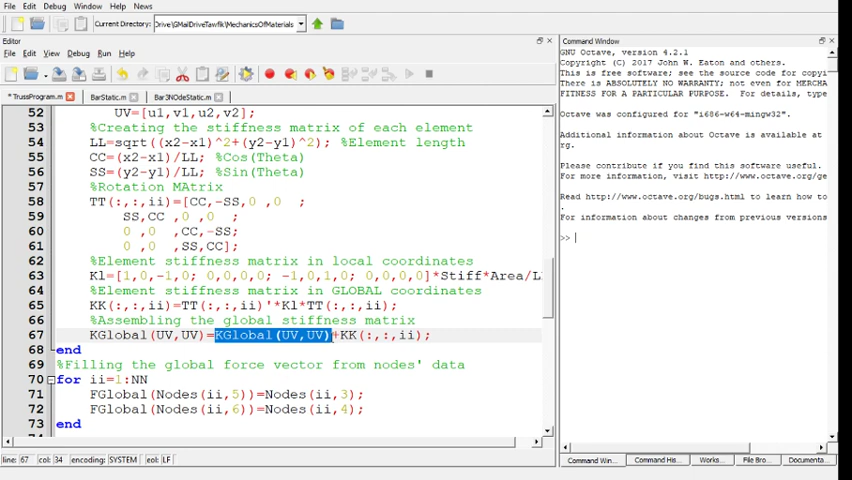 File Edit View Debug Window Help News
Current Directory: Drive\GMailDriveTawfik\MechanicsOfMaterials
Editor
File Edit View Debug Run Help
* TrussProgram.m BarStatic.m Bar3NOdeStatic.m
52 UV=[u1,v1,u2,v2];
53 %Creating the stiffness matrix of each element
54 LL=sqrt((x2-x1)^2+(y2-y1)^2); %Element length
55 CC=(x2-x1)/LL; %Cos(Theta)
56 SS=(y2-y1)/LL; %Sin(Theta)
57 %Rotation MAtrix
58 TT(:,:,ii)=[CC,-SS,0 ,0 ;
59 SS,CC ,0 ,0 ;
60 0 ,0 ,CC,-SS;
61 0 ,0 ,SS,CC];
62 %Element stiffness matrix in local coordinates
63 Kl=[1,0,-1,0; 0,0,0,0; -1,0,1,0; 0,0,0,0]*Stiff*Area/L
64 %Element stiffness matrix in GLOBAL coordinates
65 KK(:,:,ii)=TT(:,:,ii)'*Kl*TT(:,:,ii);
66 %Assembling the global stiffness matrix
67 KGlobal(UV,UV)=KGlobal(UV,UV)+KK(:,:,ii);
68 end
69 %Filling the global force vector from nodes' data
70 for ii=1:NN
71 FGlobal(Nodes(ii,5))=Nodes(ii,3);
72 FGlobal(Nodes(ii,6))=Nodes(ii,4);
73 end
line: 67 col: 34 encoding: SYSTEM eol: LF
Command Window
GNU Octave, version 4.2.1
Copyright (C) 2017 John W. Eaton and others.
This is free software; see the source code for copyi
There is ABSOLUTELY NO WARRANTY; not even for MERCHA
FITNESS FOR A PARTICULAR PURPOSE. For details, type
Octave was configured for "i686-w64-mingw32".
Additional information about Octave is available at
rg.
Please contribute if you find this software useful.
For more information, visit http://www.octave.org/ge
Read http://www.octave.org/bugs.html to learn how to
.
For information about changes from previous versions
>>
Command Win... Command His... Works... File Bro... Documenta...